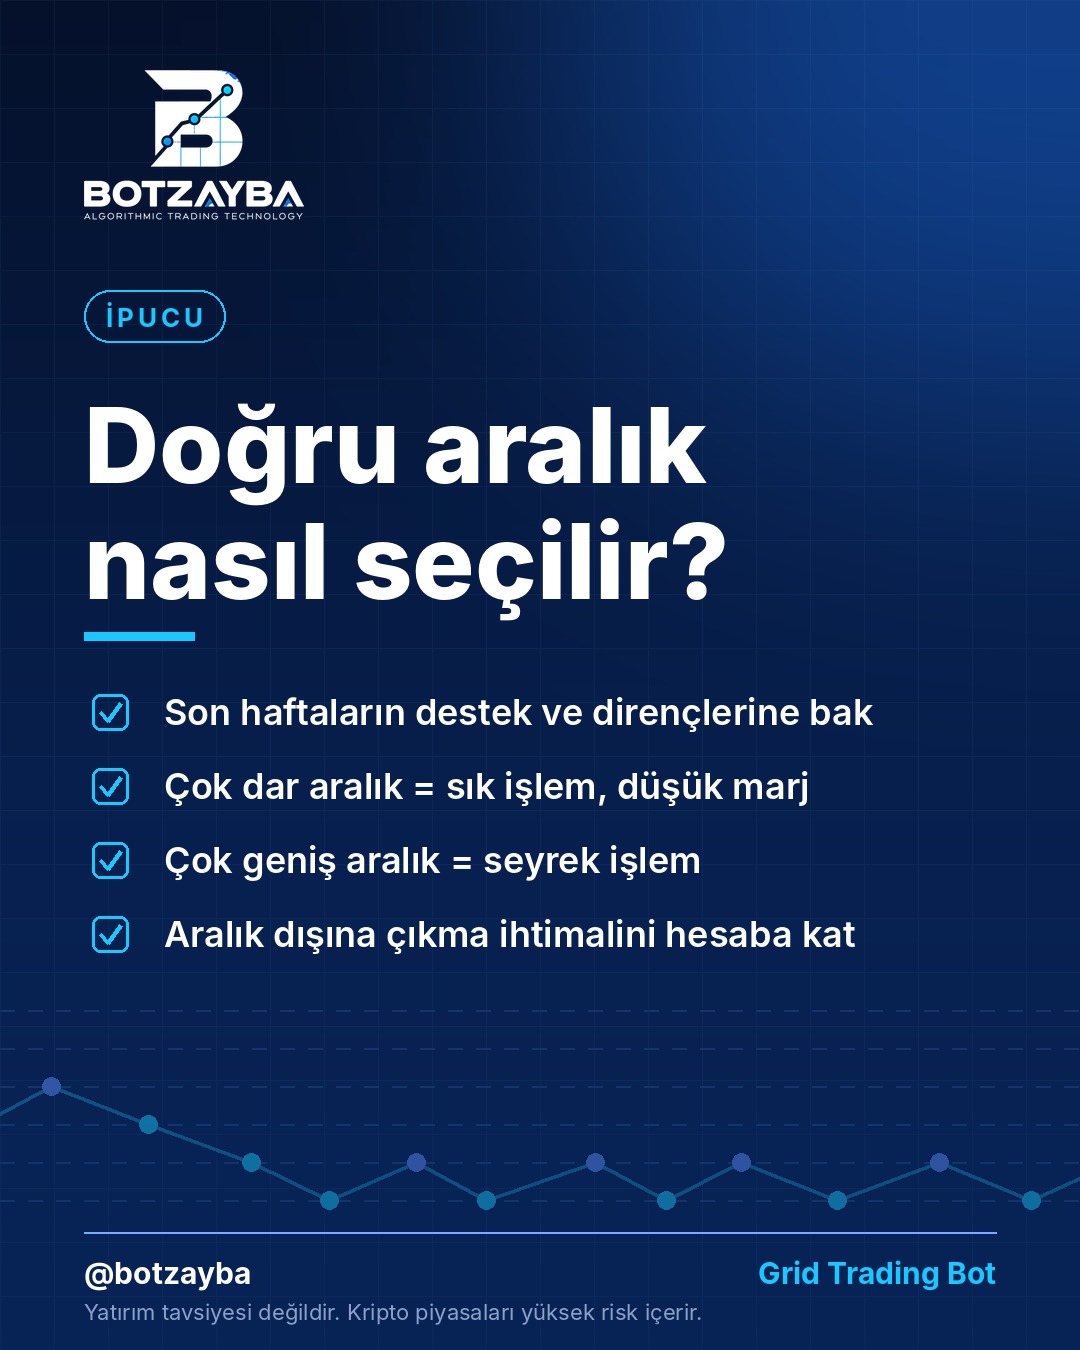 BOTZAYBA
ALGORITHMIC TRADING TECHNOLOGY
İPUCU
Doğru aralık
nasıl seçilir?
Son haftaların destek ve dirençlerine bak
Çok dar aralık = sık işlem, düşük marj
Çok geniş aralık = seyrek işlem
Aralık dışına çıkma ihtimalini hesaba kat
@botzayba
Grid Trading Bot
Yatırım tavsiyesi değildir. Kripto piyasaları yüksek risk içerir.